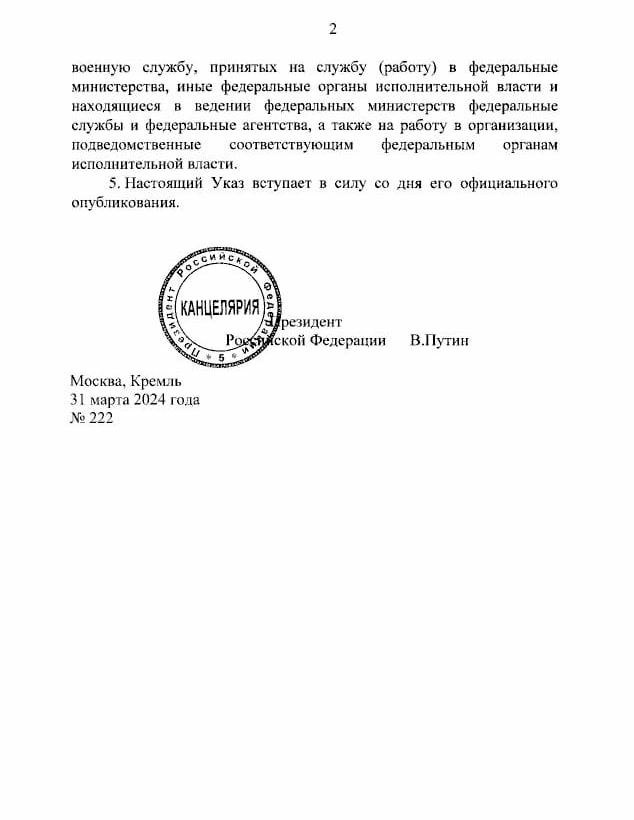 2
военную службу, принятых на службу (работу) в федеральные
министерства, иные федеральные органы исполнительной власти и
находящиеся в ведении федеральных министерств федеральные
службы и федеральные агентства, а также на работу в организации,
подведомственные соответствующим федеральным органам
исполнительной власти.
5. Настоящий Указ вступает в силу со дня его официального
опубликования.
Президент Российской Федерации
КАНЦЕЛЯРИЯ
* 5 *
Президент
Российской Федерации В.Путин
Москва, Кремль
31 марта 2024 года
№ 222